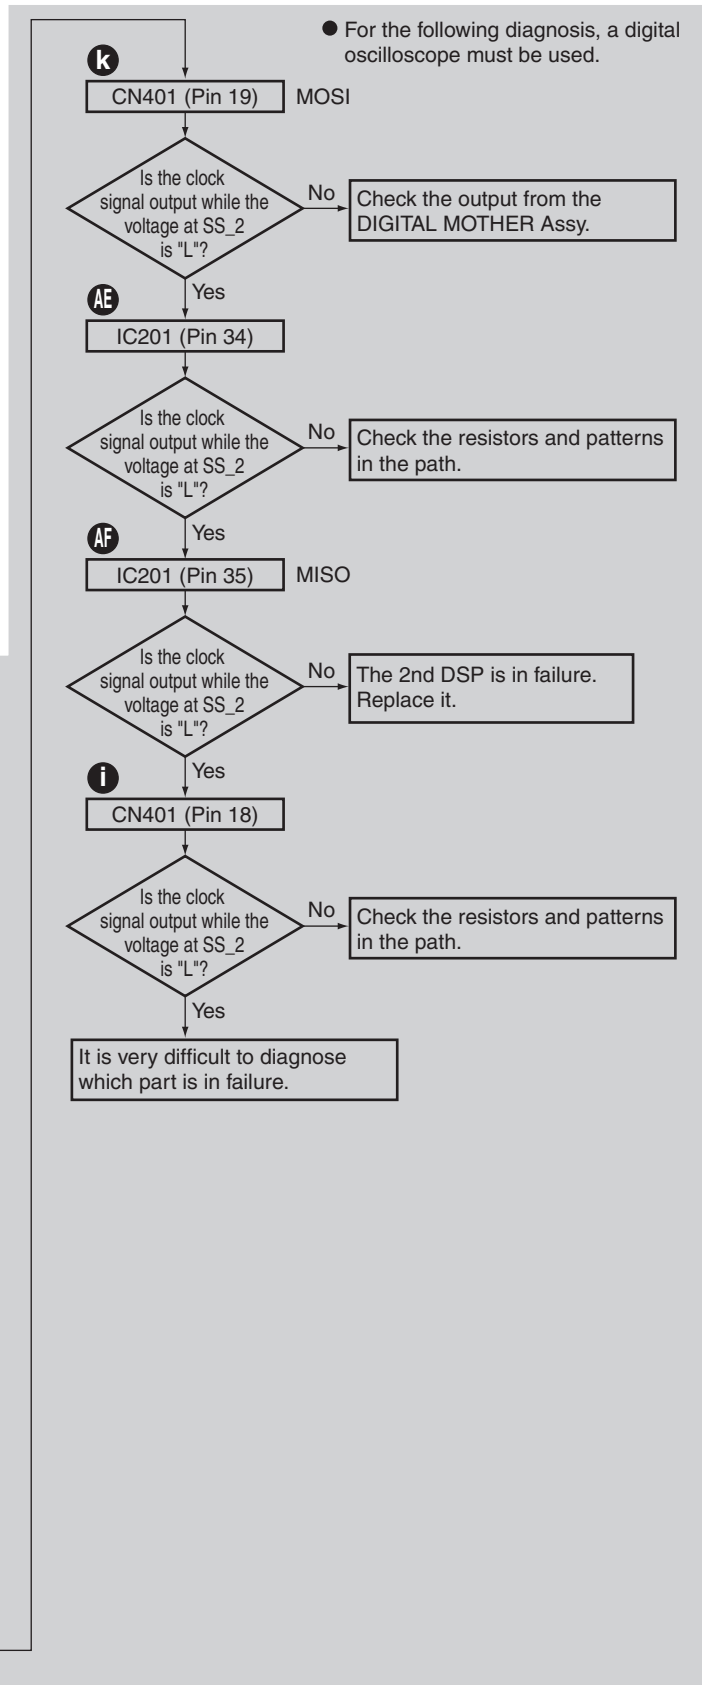 ● For the following diagnosis, a digital
oscilloscope must be used.
k
CN401 (Pin 19) MOSI
Is the clock
signal output while the
voltage at SS_2
is "L"?
No
Check the output from the
DIGITAL MOTHER Assy.
Yes
AE
IC201 (Pin 34)
Is the clock
signal output while the
voltage at SS_2
is "L"?
No
Check the resistors and patterns
in the path.
Yes
AF
IC201 (Pin 35) MISO
Is the clock
signal output while the
voltage at SS_2
is "L"?
No
The 2nd DSP is in failure.
Replace it.
Yes
i
CN401 (Pin 18)
Is the clock
signal output while the
voltage at SS_2
is "L"?
No
Check the resistors and patterns
in the path.
Yes
It is very difficult to diagnose
which part is in failure.